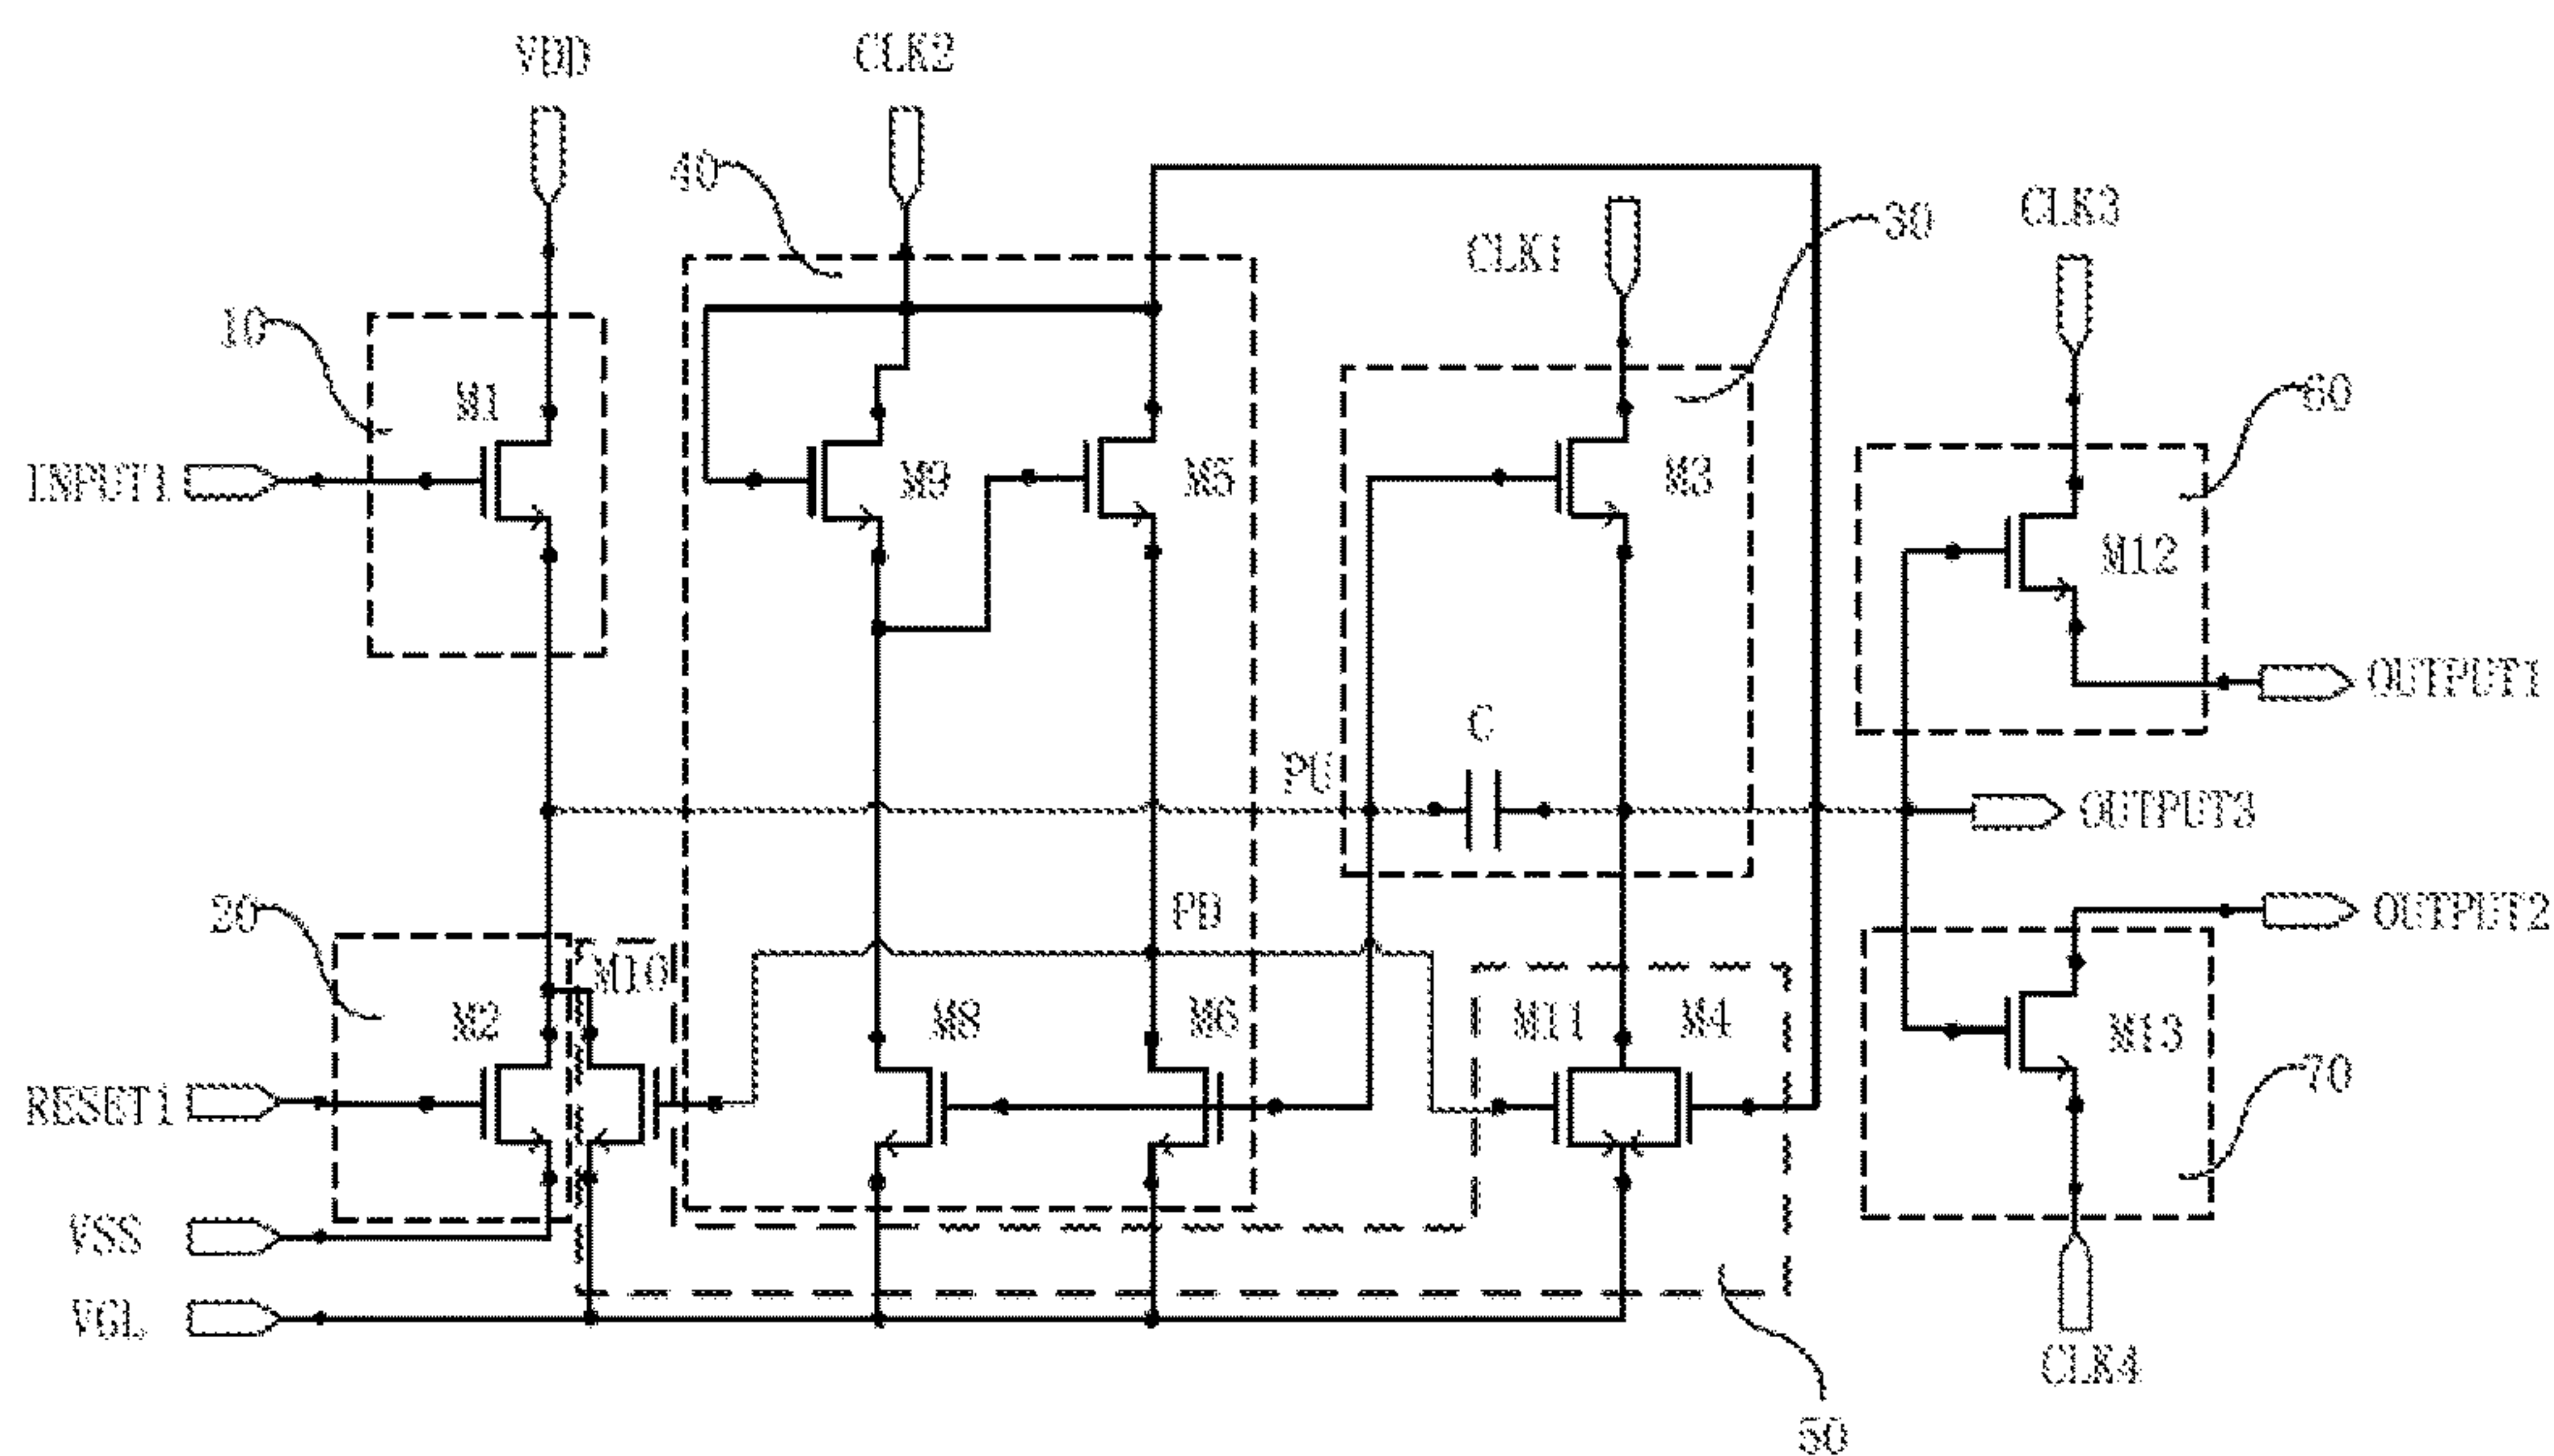 VDD
CLK2
CLK1
CLK3
40
30
10
60
M1
M9
M5
M3
M12
INPUT1
OUTPUT1
C
PU
OUTPUT3
PD
OUTPUT2
20
M10
M2
M8
M6
M11
M4
M13
RESET1
70
VSS
VGL
CLK4
50